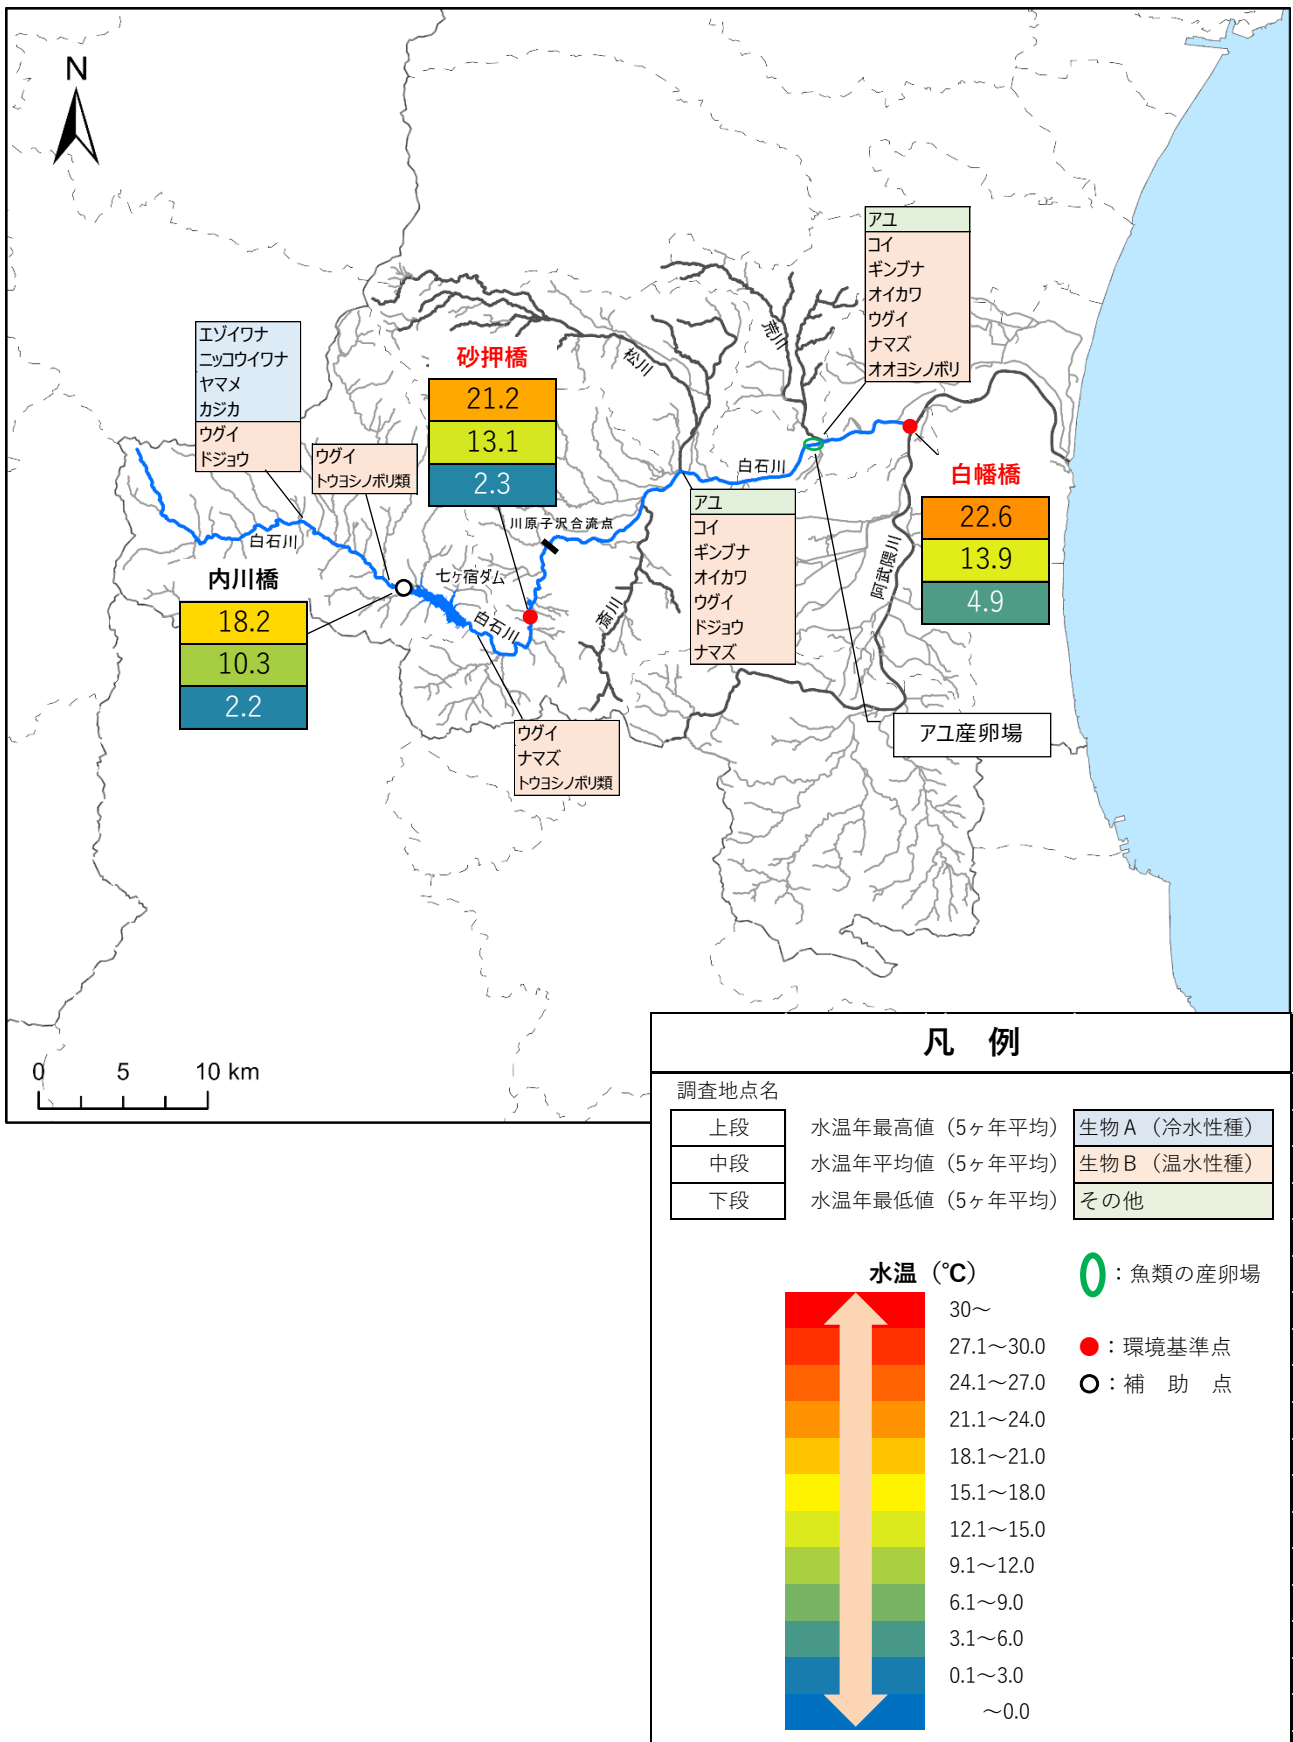 N
アユ
コイ
ギンブナ
オイカワ
ウグイ
ナマズ
オオヨシノボリ
荒川
松川
エゾイワナ
ニッコウイワナ
ヤマメ
カジカ
ウグイ
ドジョウ
ウグイ
トウヨシノボリ類
砂押橋
21.2
13.1
2.3
白石川
白幡橋
22.6
13.9
4.9
アユ
コイ
ギンブナ
オイカワ
ウグイ
ドジョウ
ナマズ
川原子沢合流点
白石川
内川橋
18.2
10.3
2.2
七ヶ宿ダム
白石川
斎川
阿武隈川
アユ産卵場
ウグイ
ナマズ
トウヨシノボリ類
0 5 10 km
凡 例
調査地点名
上段 水温年最高値（5ヶ年平均） 生物A（冷水性種）
中段 水温年平均値（5ヶ年平均） 生物B（温水性種）
下段 水温年最低値（5ヶ年平均） その他
水温（℃）
：魚類の産卵場
30～
27.1～30.0
：環境基準点
24.1～27.0
：補 助 点
21.1～24.0
18.1～21.0
15.1～18.0
12.1～15.0
9.1～12.0
6.1～9.0
3.1～6.0
0.1～3.0
～0.0